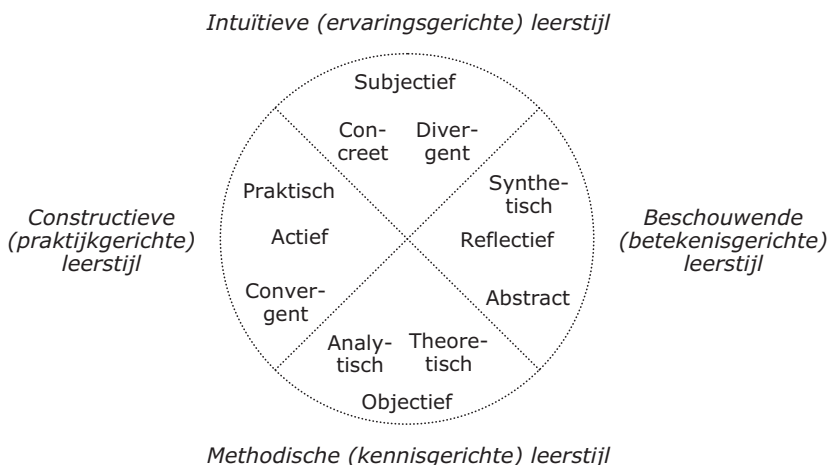 Intuïtieve (ervaringsgerichte) leerstijl
Subjectief
Con-
creet
Diver-
gent
Praktisch
Actief
Conver-
gent
Synthe-
tisch
Reflectief
Abstract
Constructieve
(praktijkgerichte)
leerstijl
Beschouwende
(betekenisgerichte)
leerstijl
Analy-
tisch
Theore-
tisch
Objectief
Methodische (kennisgerichte) leerstijl